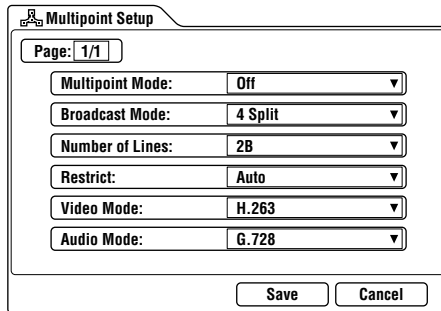 Multipoint Setup
Page: 1/1
Multipoint Mode: Off
Broadcast Mode: 4 Split
Number of Lines: 2B
Restrict: Auto
Video Mode: H.263
Audio Mode: G.728
Save Cancel